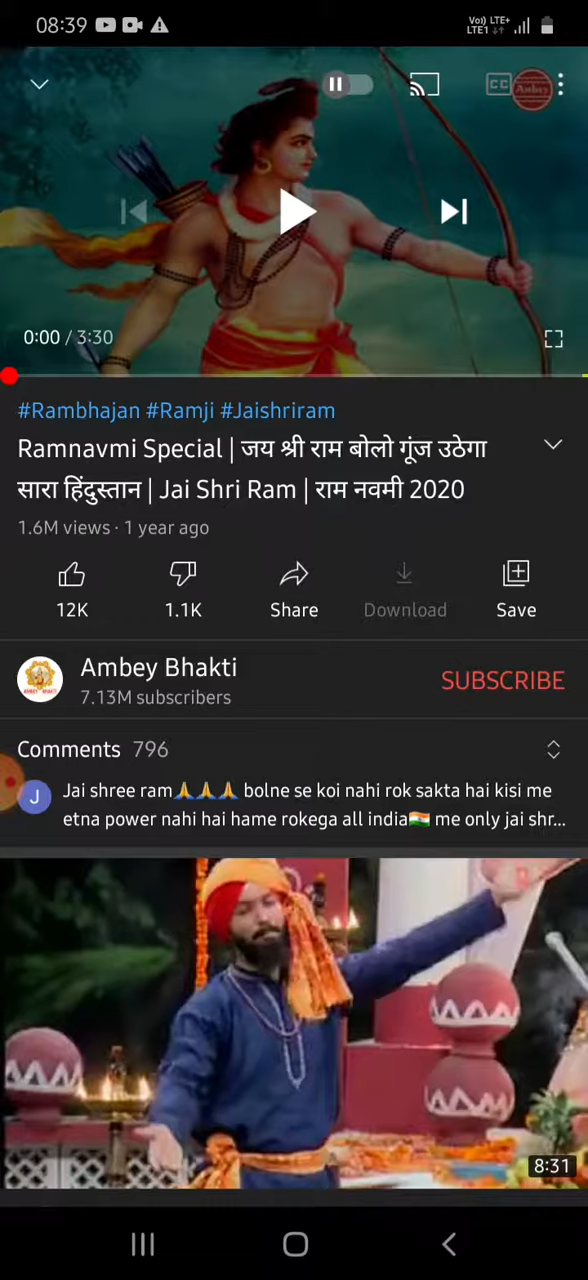 08:39
Vo)) LTE+
LTE1
CC
Ambey
0:00 / 3:30
#Rambhajan #Ramji #Jaishriram
Ramnavmi Special | जय श्री राम बोलो गूंज उठेगा
सारा हिंदुस्तान | Jai Shri Ram | राम नवमी 2020
1.6M views · 1 year ago
12K
1.1K
Share
Download
Save
Ambey Bhakti
7.13M subscribers
SUBSCRIBE
Comments 796
J
Jai shree ram🙏🙏🙏 bolne se koi nahi rok sakta hai kisi me
etna power nahi hai hame rokega all india🇮🇳 me only jai shr...
8:31